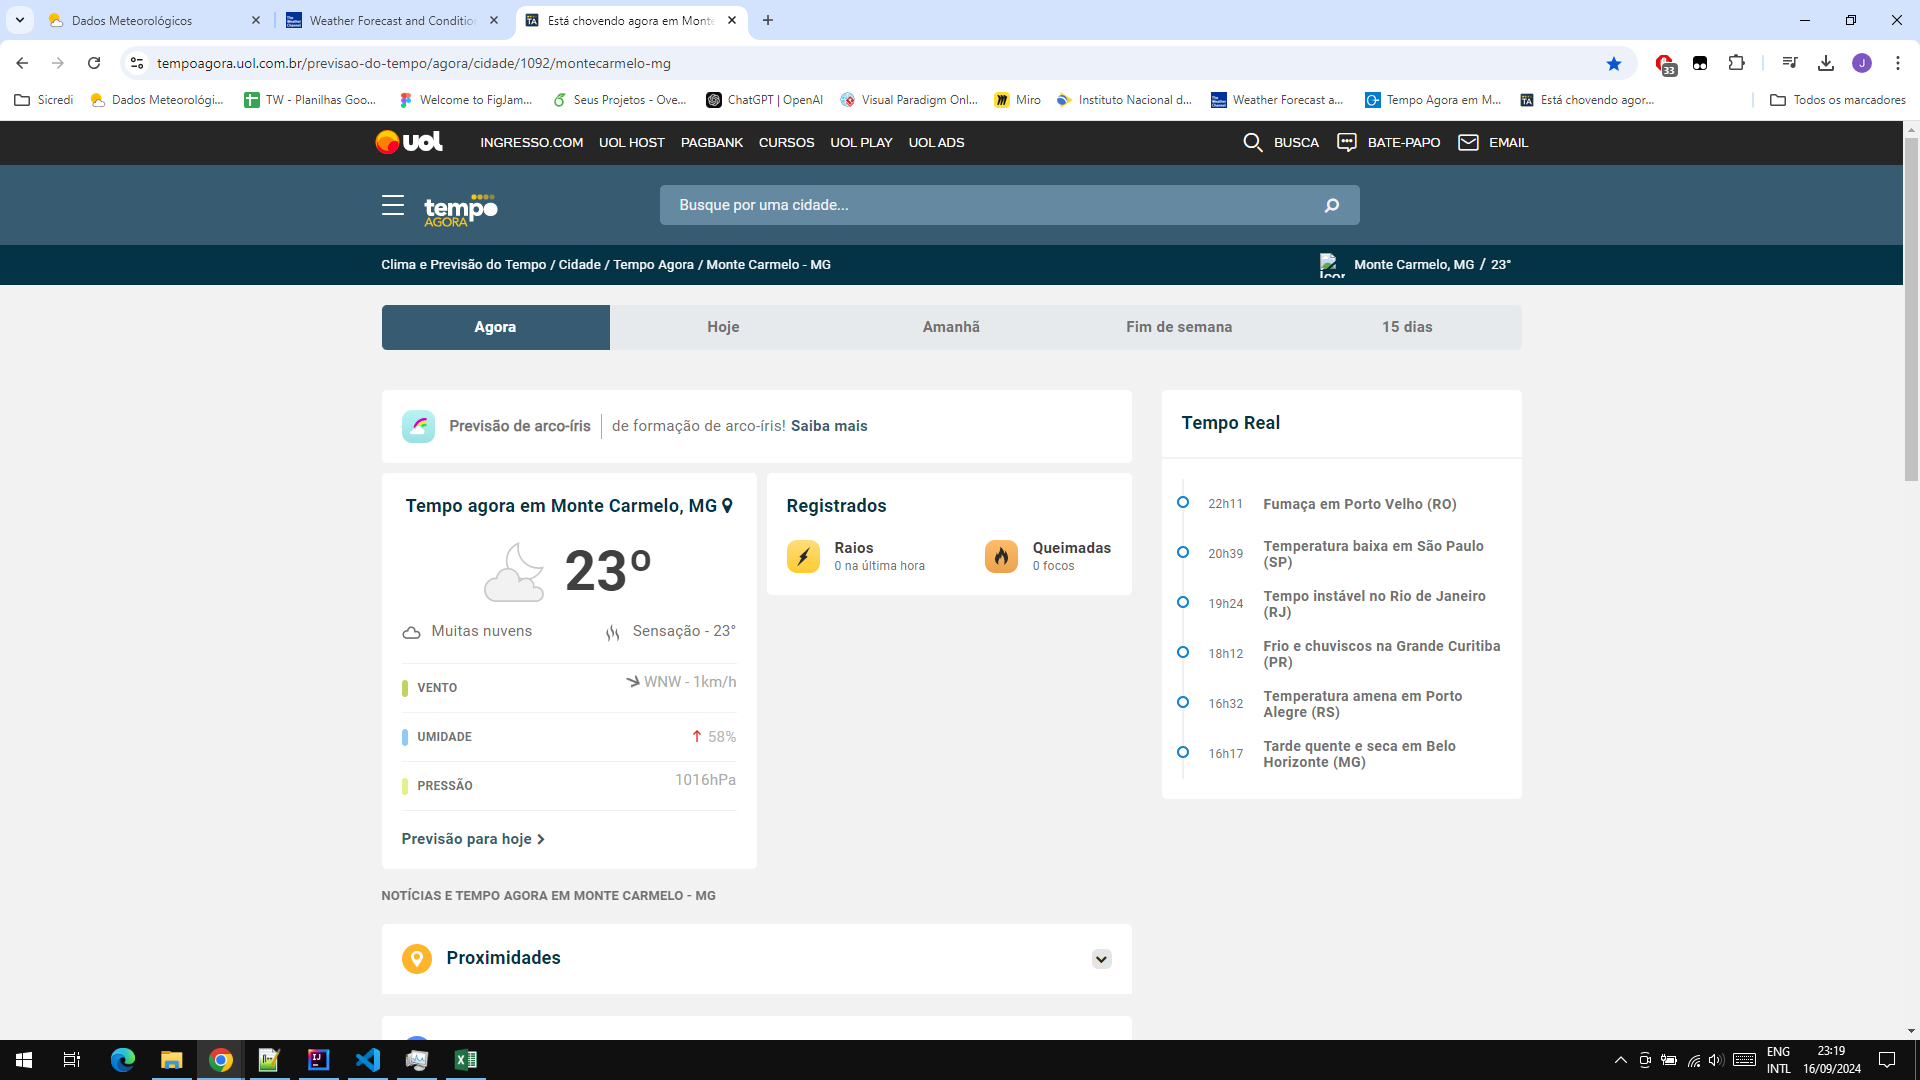 Dados Meteorológicos
Weather Forecast and Conditio
Está chovendo agora em Monte
tempoagora.uol.com.br/previsao-do-tempo/agora/cidade/1092/montecarmelo-mg
33
J
Sicredi
Dados Meteorológi...
TW - Planilhas Goo...
Welcome to FigJam...
Seus Projetos - Ove...
ChatGPT | OpenAI
Visual Paradigm Onl...
Miro
Instituto Nacional d...
Weather Forecast a...
Tempo Agora em M...
Está chovendo agor...
Todos os marcadores
UOL
INGRESSO.COM
UOL HOST
PAGBANK
CURSOS
UOL PLAY
UOL ADS
BUSCA
BATE-PAPO
EMAIL
tempo
AGORA
Busque por uma cidade...
Clima e Previsão do Tempo / Cidade / Tempo Agora / Monte Carmelo - MG
Monte Carmelo, MG / 23°
Agora
Hoje
Amanhã
Fim de semana
15 dias
Previsão de arco-íris
de formação de arco-íris! Saiba mais
Tempo agora em Monte Carmelo, MG
23º
Muitas nuvens
Sensação - 23°
VENTO
WNW - 1km/h
UMIDADE
58%
PRESSÃO
1016hPa
Previsão para hoje
Registrados
Raios
0 na última hora
Queimadas
0 focos
Tempo Real
22h11
Fumaça em Porto Velho (RO)
20h39
Temperatura baixa em São Paulo
(SP)
19h24
Tempo instável no Rio de Janeiro
(RJ)
18h12
Frio e chuviscos na Grande Curitiba
(PR)
16h32
Temperatura amena em Porto
Alegre (RS)
16h17
Tarde quente e seca em Belo
Horizonte (MG)
NOTÍCIAS E TEMPO AGORA EM MONTE CARMELO - MG
Proximidades
ENG
INTL
23:19
16/09/2024